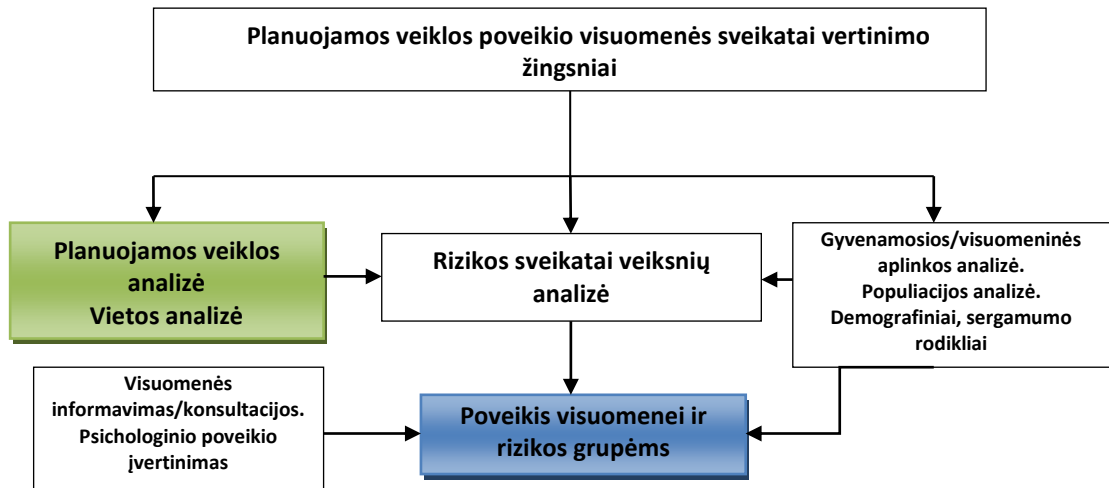 Planuojamos veiklos poveikio visuomenės sveikatai vertinimo
žingsniai
Planuojamos veiklos
analizė
Vietos analizė
Rizikos sveikatai veiksnių
analizė
Gyvenamosios/visuomeninės
aplinkos analizė.
Populiacijos analizė.
Demografiniai, sergamumo
rodikliai
Visuomenės
informavimas/konsultacijos.
Psichologinio poveikio
įvertinimas
Poveikis visuomenei ir
rizikos grupėms